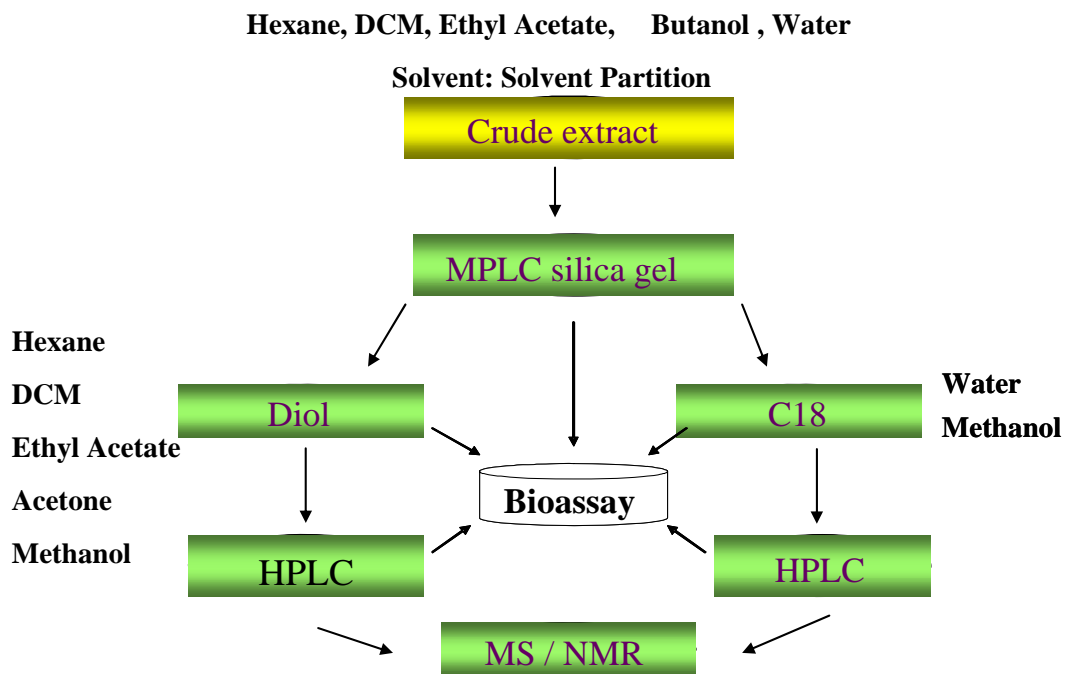 Hexane, DCM, Ethyl Acetate, Butanol , Water
Solvent: Solvent Partition
Crude extract
MPLC silica gel
Hexane
DCM
Ethyl Acetate
Acetone
Methanol
Diol
C18
Water
Methanol
Bioassay
HPLC
HPLC
MS / NMR